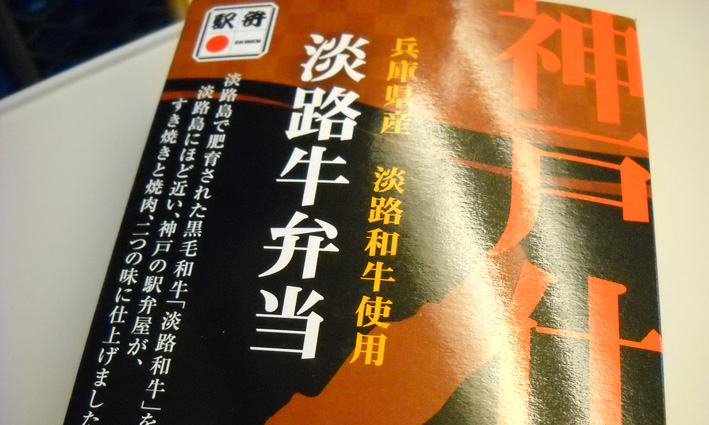 神戸仕
兵庫県産 淡路和牛使用
淡路牛弁当
駅弁
淡路島で肥育された黒毛和牛「淡路和牛」を
淡路島にほど近い、神戸の駅弁屋が、
すき焼きと焼肉、二つの味に仕上げました